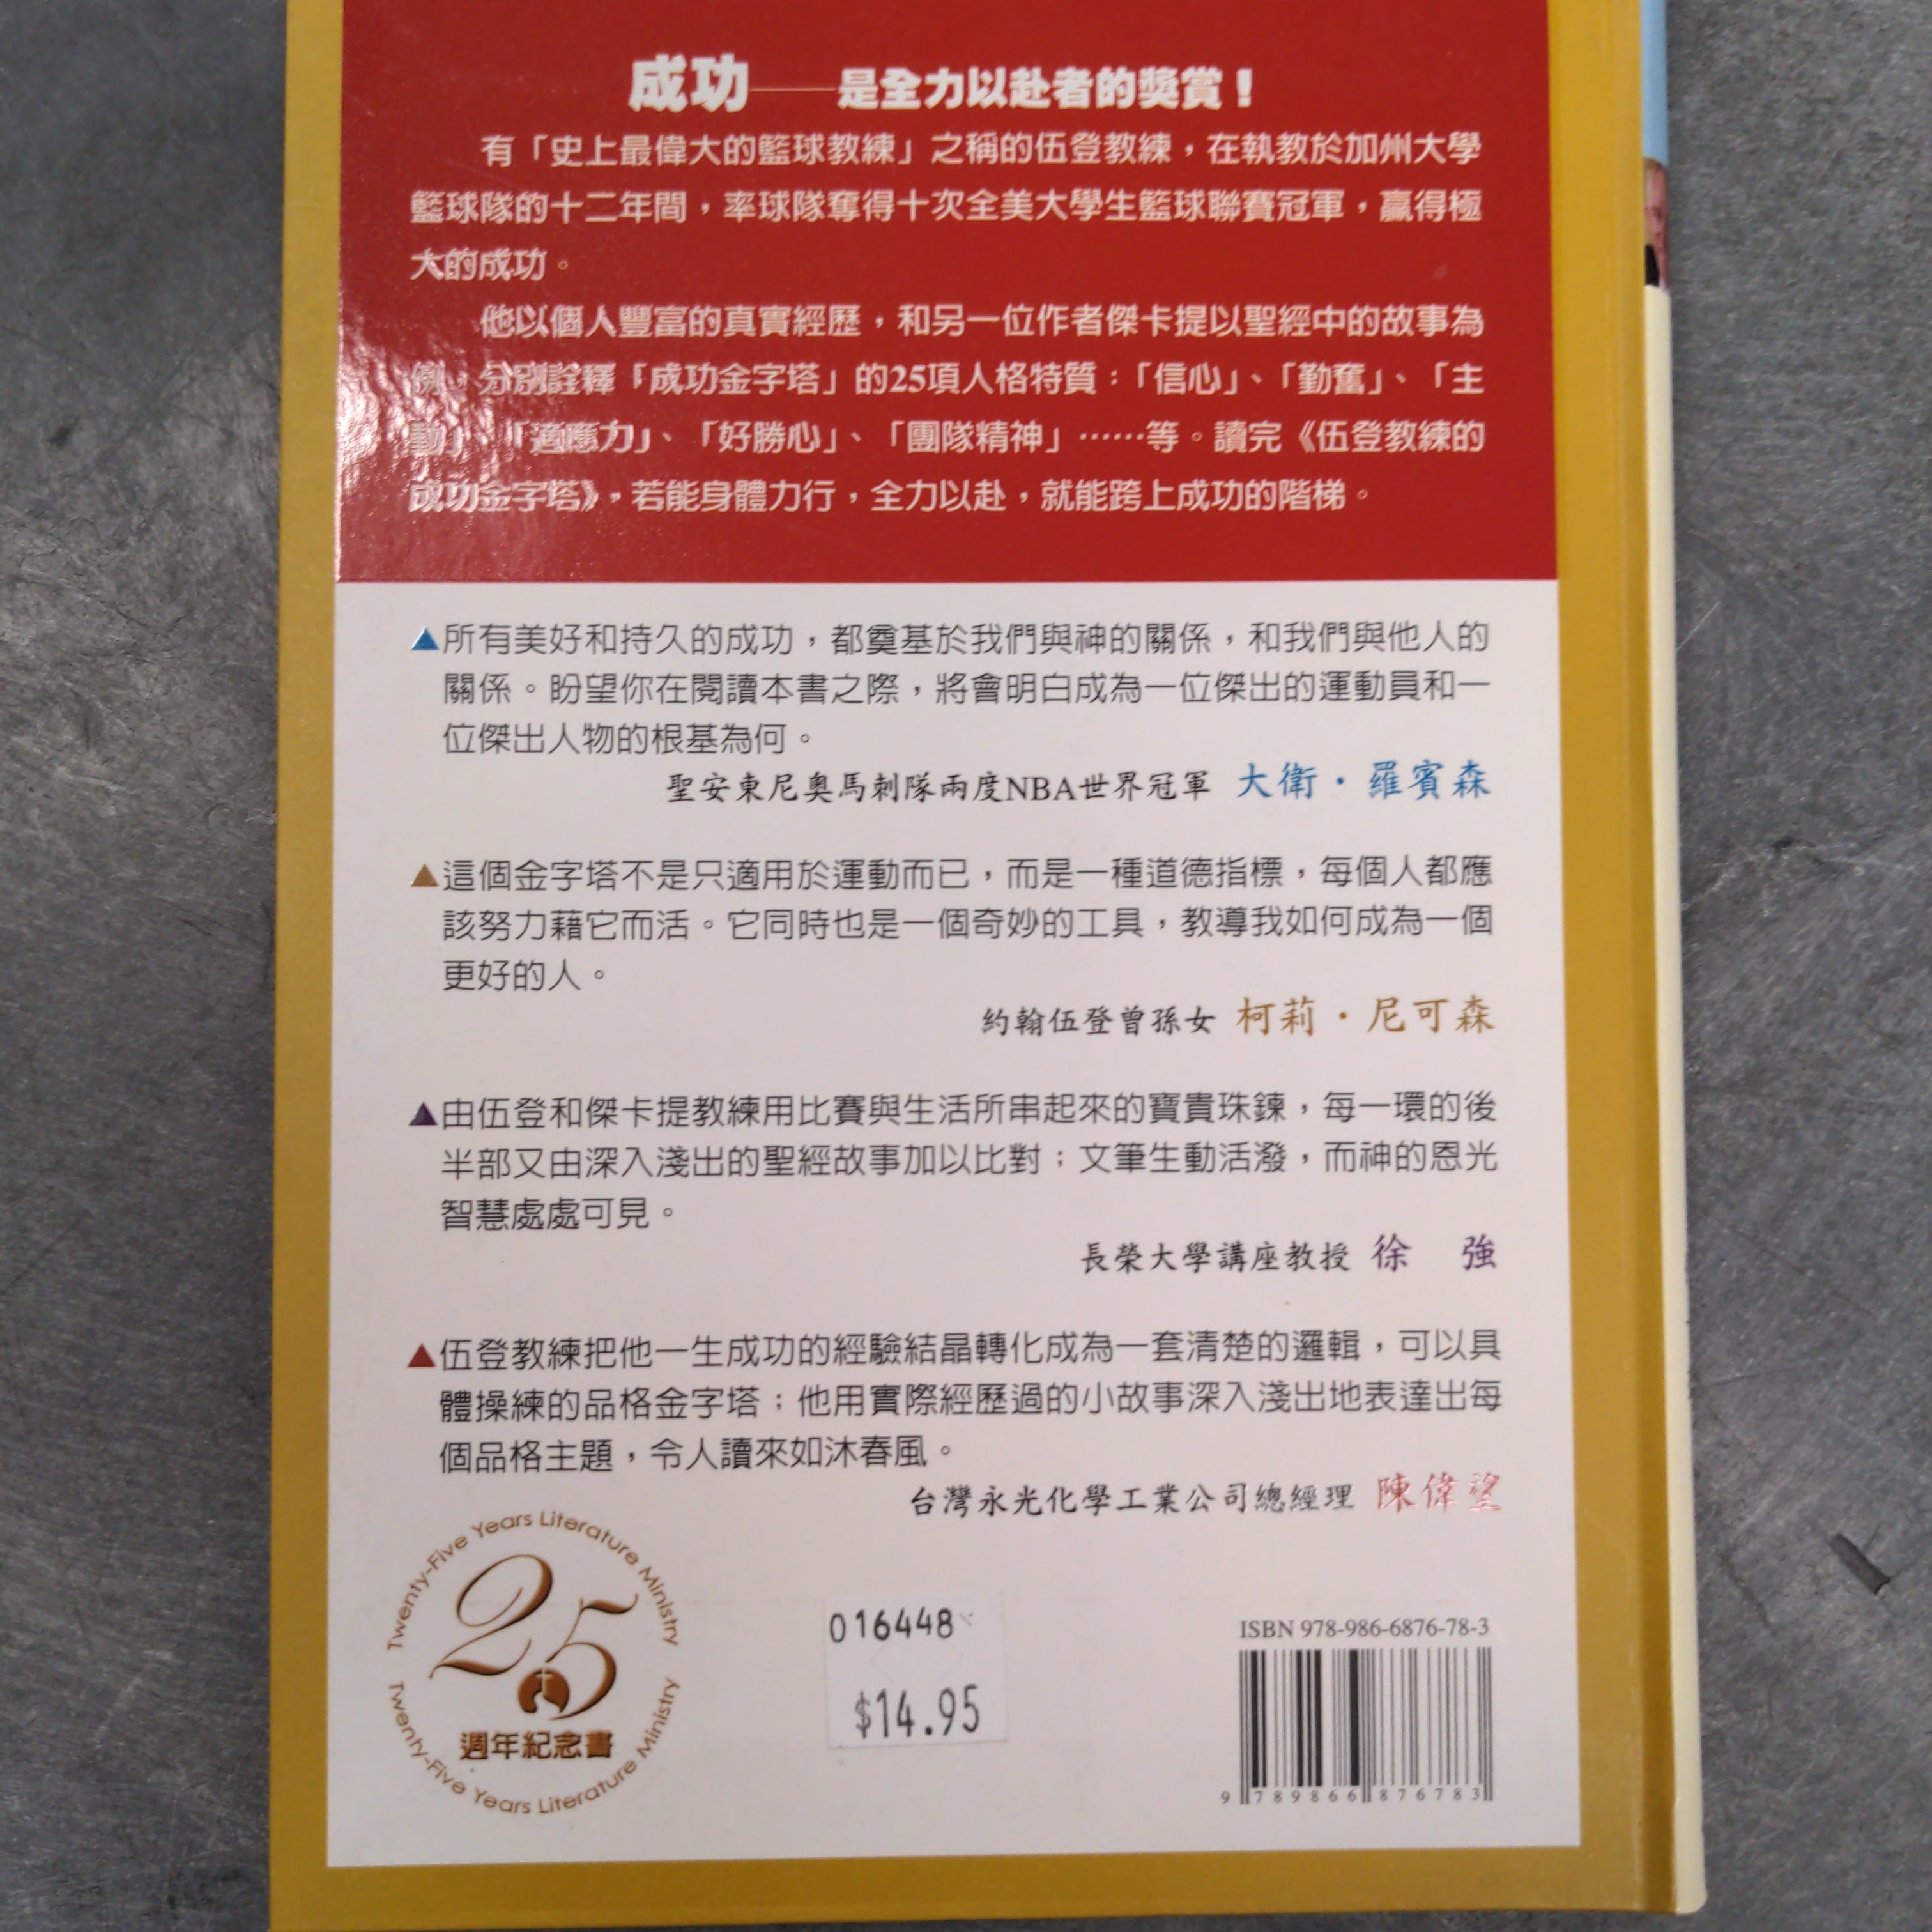 成功——是全力以赴者的獎賞！
有「史上最偉大的籃球教練」之稱的伍登教練，在執教於加州大學
籃球隊的十二年間，率球隊奪得十次全美大學生籃球聯賽冠軍，贏得極
大的成功。
他以個人豐富的真實經歷，和另一位作者傑卡提以聖經中的故事為
例，分別詮釋「成功金字塔」的25項人格特質：「信心」、「勤奮」、「主
動」、「適應力」、「好勝心」、「團隊精神」……等。讀完《伍登教練的
成功金字塔》，若能身體力行，全力以赴，就能跨上成功的階梯。
▲所有美好和持久的成功，都奠基於我們與神的關係，和我們與他人的
關係。盼望你在閱讀本書之際，將會明白成為一位傑出的運動員和一
位傑出人物的根基為何。
聖安東尼奧馬刺隊兩度NBA世界冠軍 大衛・羅賓森
▲這個金字塔不是只適用於運動而已，而是一種道德指標，每個人都應
該努力藉它而活。它同時也是一個奇妙的工具，教導我如何成為一個
更好的人。
約翰伍登曾孫女 柯莉・尼可森
▲由伍登和傑卡提教練用比賽與生活所串起來的寶貴珠鍊，每一環的後
半部又由深入淺出的聖經故事加以比對；文筆生動活潑，而神的恩光
智慧處處可見。
長榮大學講座教授 徐 強
▲伍登教練把他一生成功的經驗結晶轉化成為一套清楚的邏輯，可以具
體操練的品格金字塔；他用實際經歷過的小故事深入淺出地表達出每
個品格主題，令人讀來如沐春風。
台灣永光化學工業公司總經理 陳偉望
Twenty-Five Years Literature Ministry
25
週年紀念書
Twenty-Five Years Literature Ministry
016448
$14.95
ISBN 978-986-6876-78-3
9 789866 876783